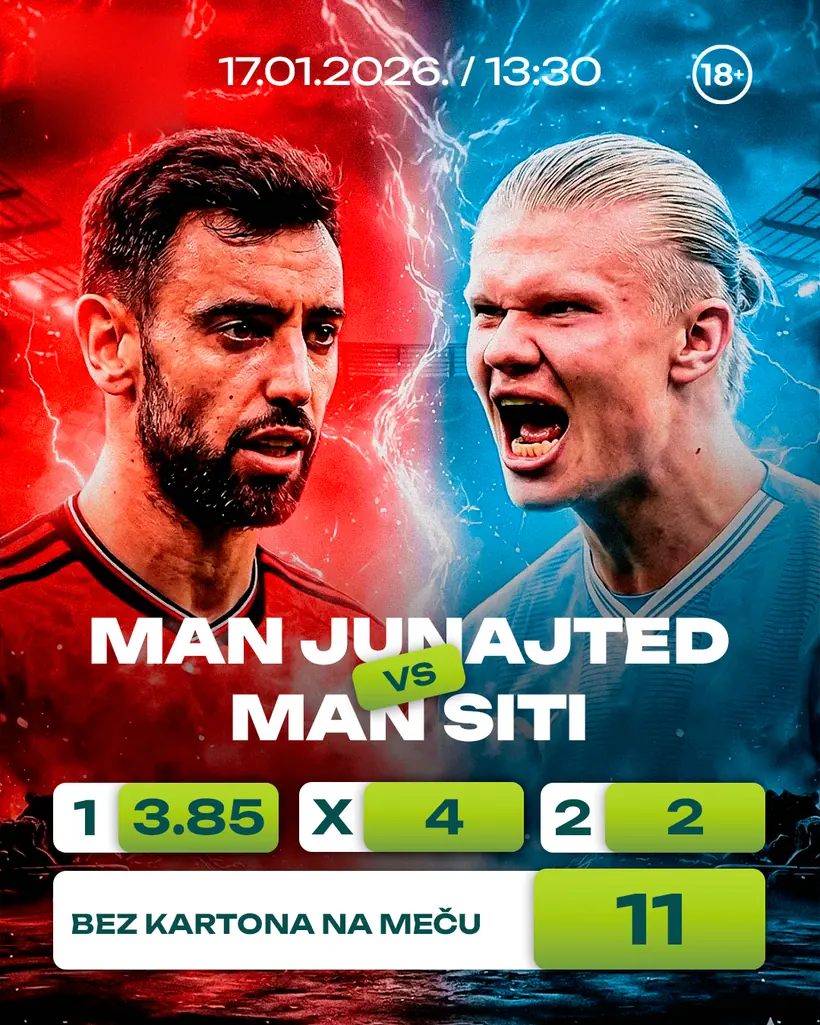 17.01.2026. / 13:30
18+
MAN JUNAJTED
VS
MAN SITI
1 3.85 X 4 2 2
BEZ KARTONA NA MEČU 11